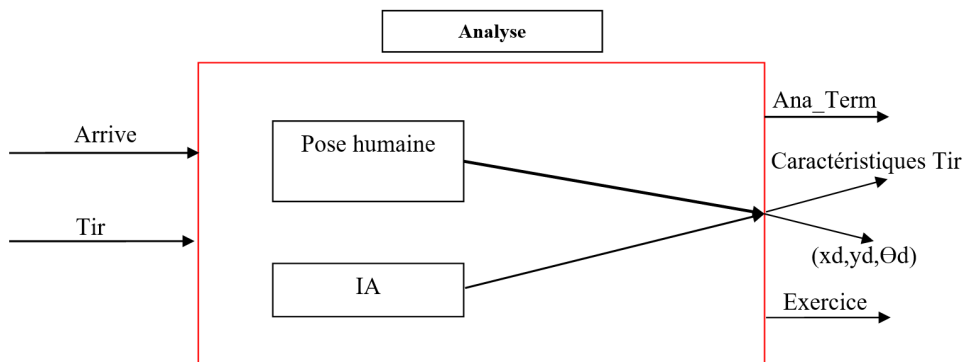 Analyse
Arrive
Tir
Pose humaine
IA
Ana_Term
Caractéristiques Tir
(xd,yd,Ɵd)
Exercice